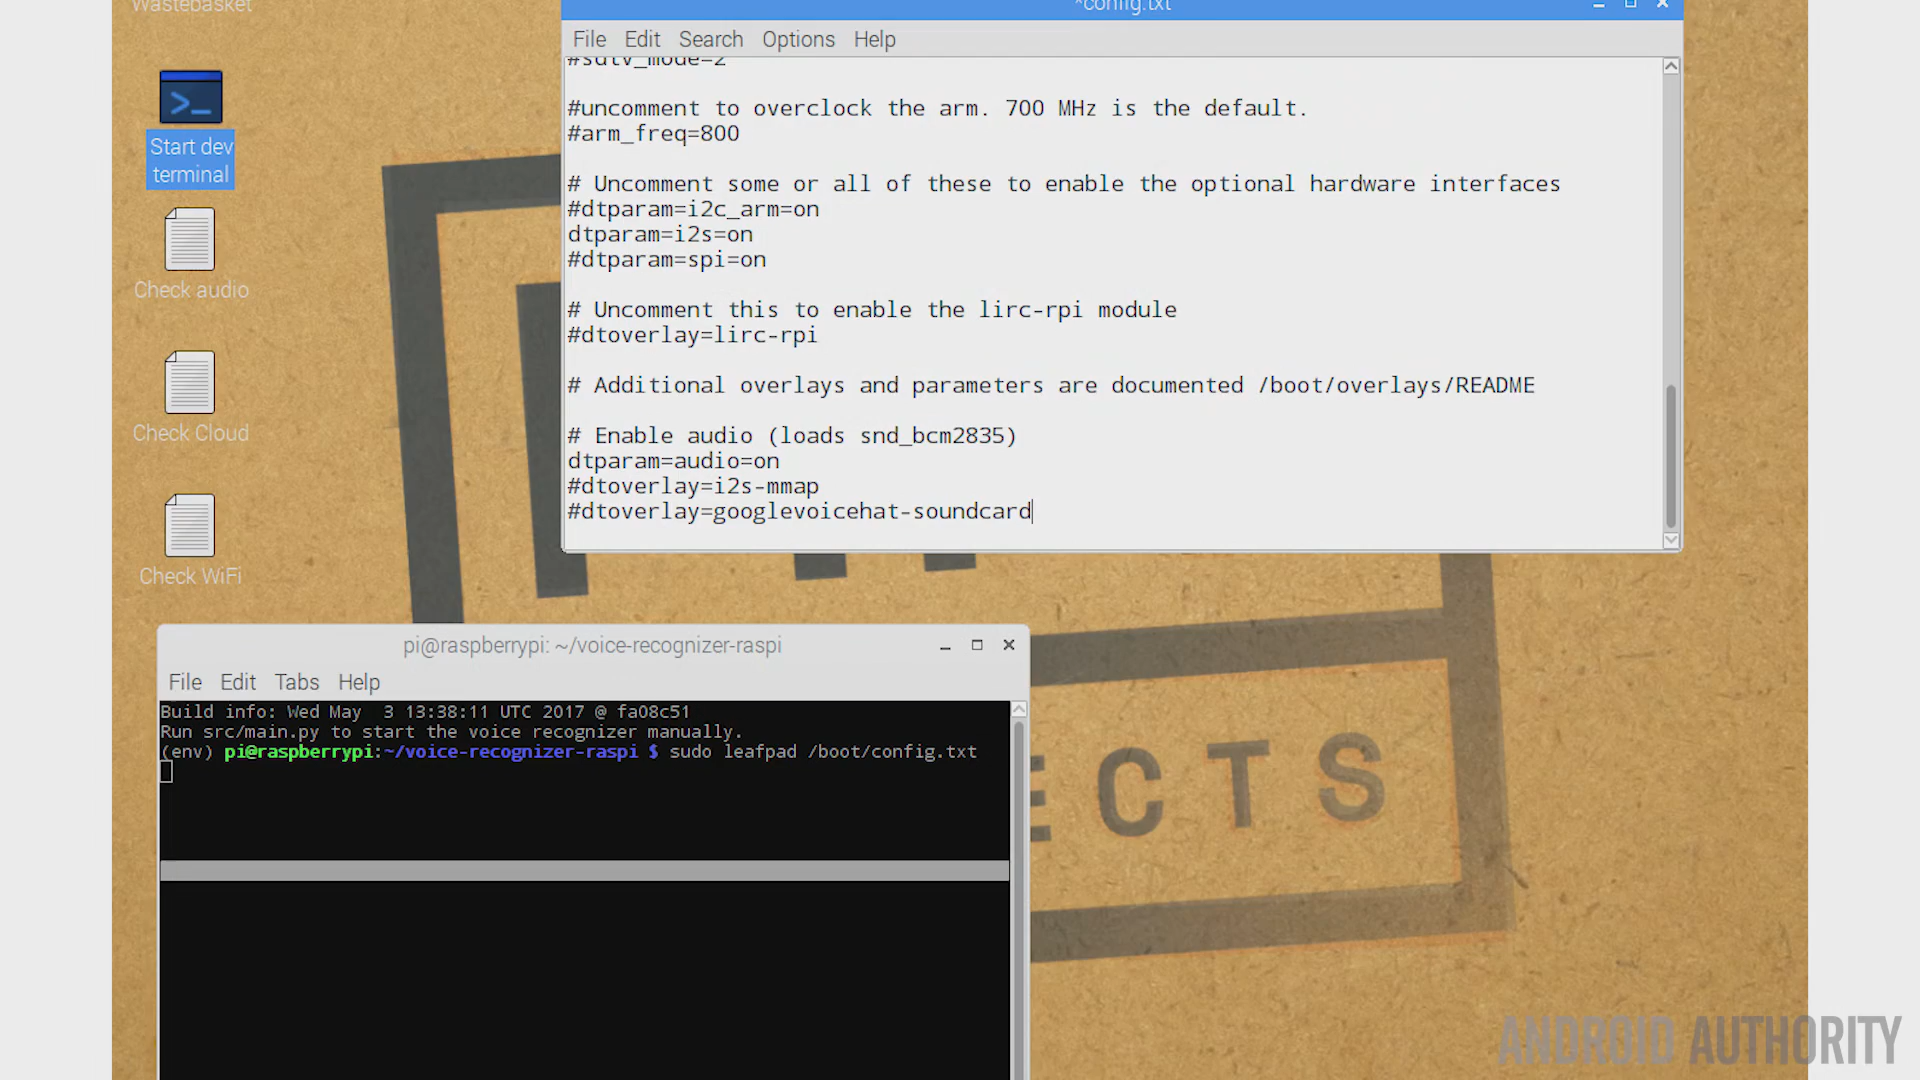 Wastebasket
Start dev
terminal
Check audio
Check Cloud
Check WiFi
*config.txt
File Edit Search Options Help
#sdtv_mode=2
#uncomment to overclock the arm. 700 MHz is the default.
#arm_freq=800
# Uncomment some or all of these to enable the optional hardware interfaces
#dtparam=i2c_arm=on
dtparam=i2s=on
#dtparam=spi=on
# Uncomment this to enable the lirc-rpi module
#dtoverlay=lirc-rpi
# Additional overlays and parameters are documented /boot/overlays/README
# Enable audio (loads snd_bcm2835)
dtparam=audio=on
#dtoverlay=i2s-mmap
#dtoverlay=googlevoicehat-soundcard
pi@raspberrypi: ~/voice-recognizer-raspi
File Edit Tabs Help
Build info: Wed May  3 13:38:11 UTC 2017 @ fa08c51
Run src/main.py to start the voice recognizer manually.
(env) pi@raspberrypi:~/voice-recognizer-raspi $ sudo leafpad /boot/config.txt
ECTS
ANDROID AUTHORITY